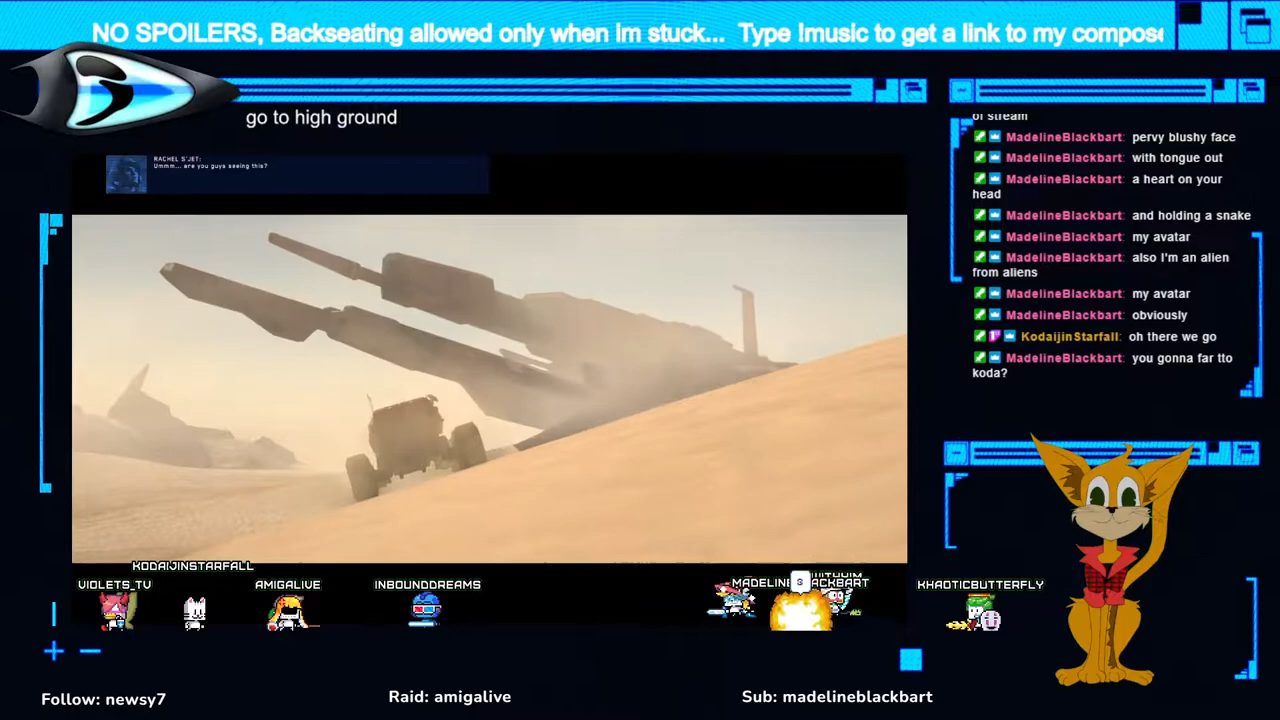 NO SPOILERS, Backseating allowed only when Im stuck... Type !music to get a link to my compose
go to high ground
RACHEL S'JET:
Ummm... are you guys seeing this?
of stream
MadelineBlackbart: pervy blushy face
MadelineBlackbart: with tongue out
MadelineBlackbart: a heart on your
head
MadelineBlackbart: and holding a snake
MadelineBlackbart: my avatar
MadelineBlackbart: also I'm an alien
from aliens
MadelineBlackbart: my avatar
MadelineBlackbart: obviously
KodaijinStarfall: oh there we go
MadelineBlackbart: you gonna far tto
koda?
KODAIJINSTARFALL
VIOLETS_TV
AMIGALIVE
INBOUNDDREAMS
KHAOTICBUTTERFLY
Follow: newsy7
Raid: amigalive
Sub: madelineblackbart